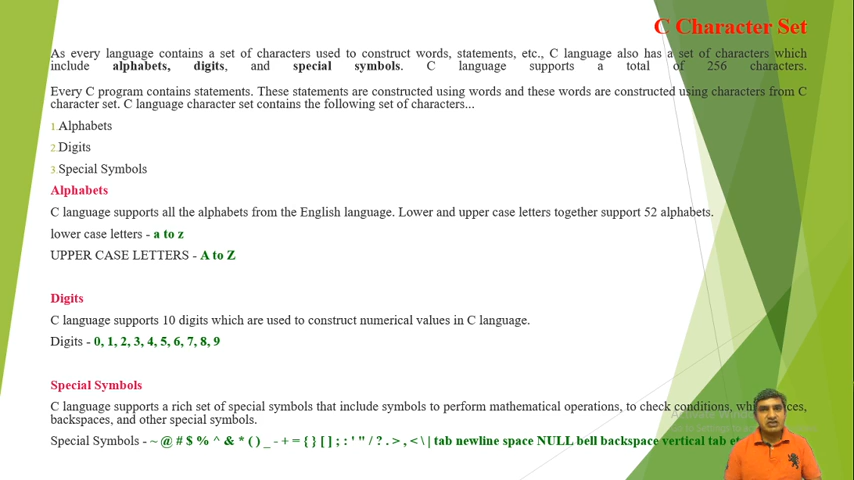 C Character Set
As every language contains a set of characters used to construct words, statements, etc., C language also has a set of characters which
include alphabets, digits, and special symbols. C language supports a total of 256 characters.
Every C program contains statements. These statements are constructed using words and these words are constructed using characters from C
character set. C language character set contains the following set of characters...
1.Alphabets
2.Digits
3.Special Symbols
Alphabets
C language supports all the alphabets from the English language. Lower and upper case letters together support 52 alphabets.
lower case letters - a to z
UPPER CASE LETTERS - A to Z
Digits
C language supports 10 digits which are used to construct numerical values in C language.
Digits - 0, 1, 2, 3, 4, 5, 6, 7, 8, 9
Special Symbols
C language supports a rich set of special symbols that include symbols to perform mathematical operations, to check conditions,
backspaces, and other special symbols.
Special Symbols - ~ @ # $ % ^ & * ( ) _ - + = { } [ ] ; : ' " / ? . > , < \ | tab newline space NULL bell backspace vertical tab